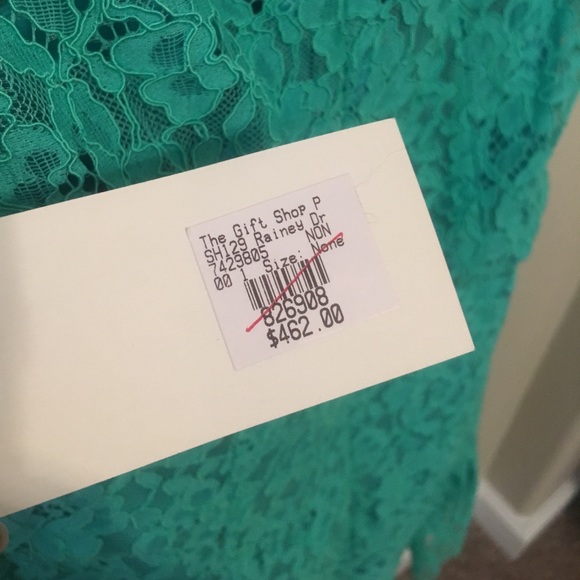 The Gift Shop P
SH129 Rainey Dr
7429805 NON
00 1 Size: None
826908
$462.00